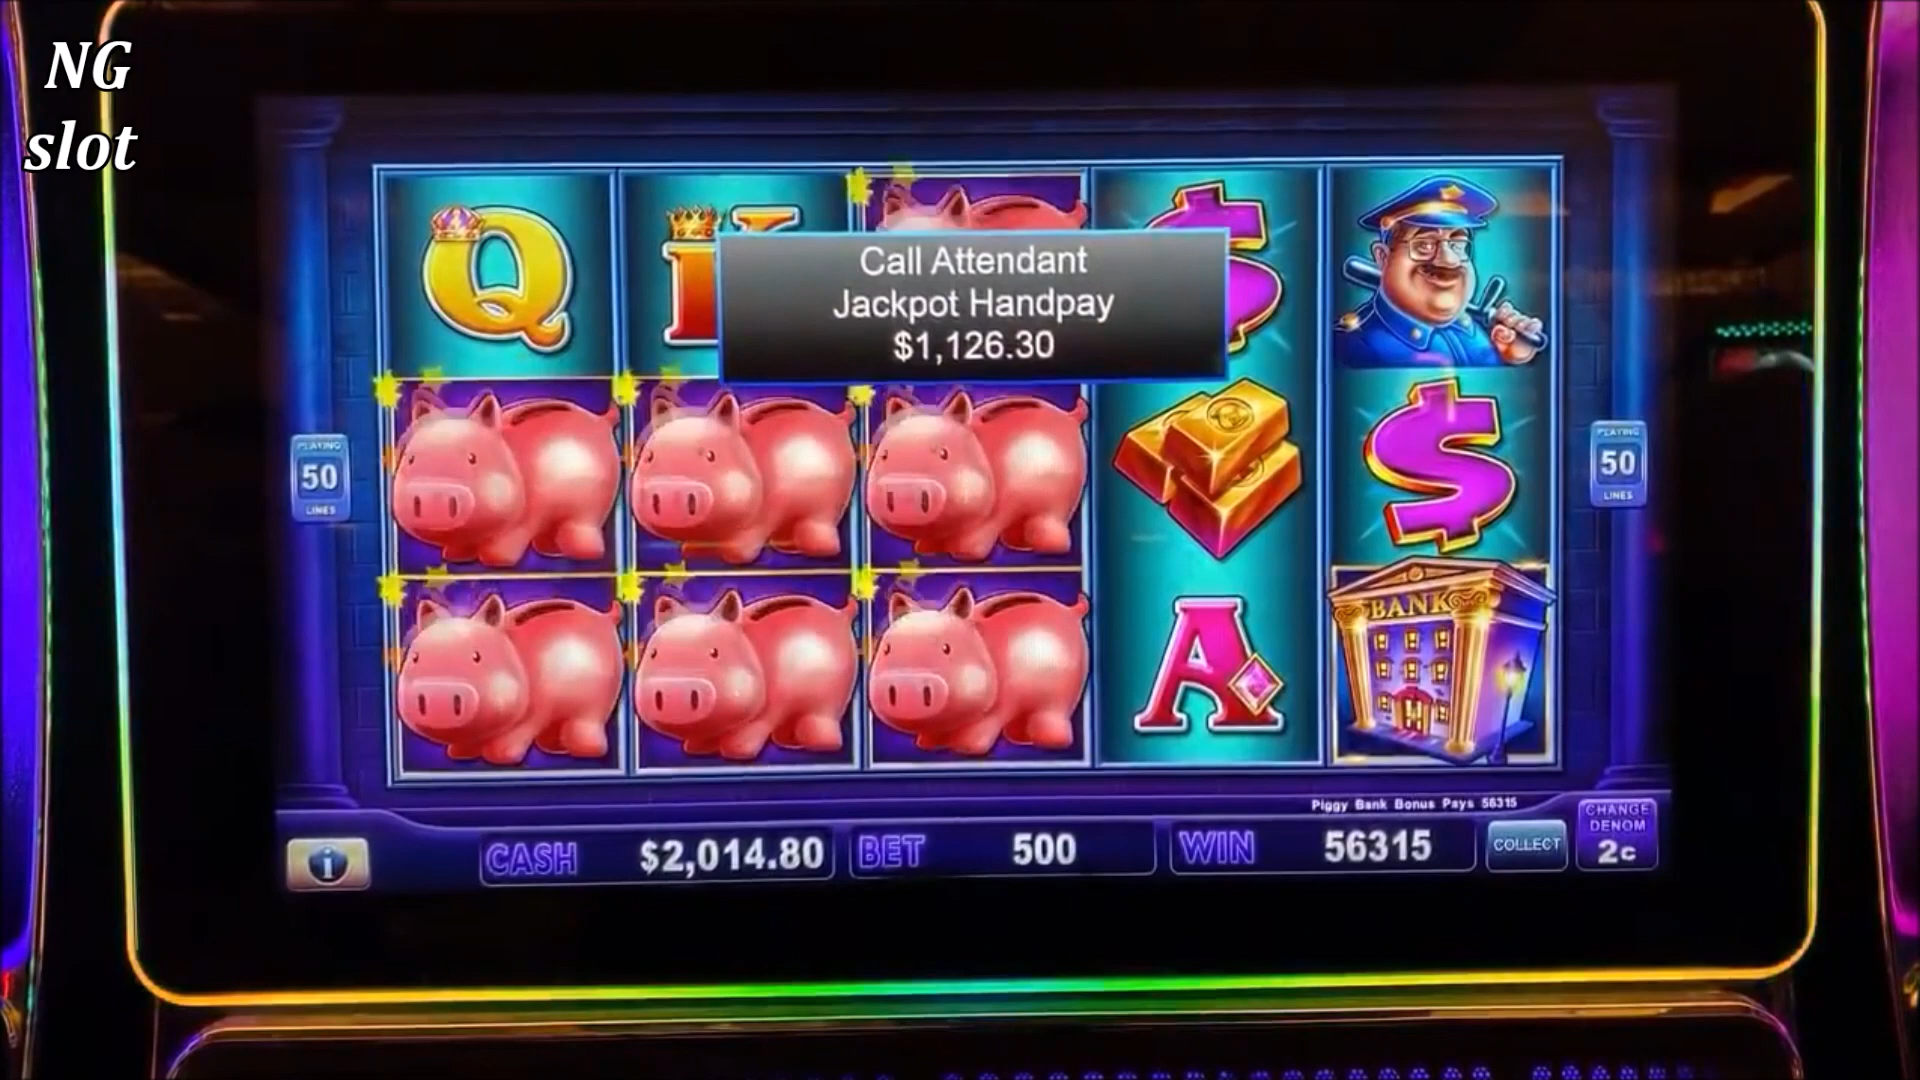 NG
slot
Call Attendant
Jackpot Handpay
$1,126.30
PLAYING
50
LINES
PLAYING
50
LINES
BANK
Piggy Bank Bonus Pays 56315
CASH $2,014.80 BET 500 WIN 56315 COLLECT
CHANGE
DENOM
2c